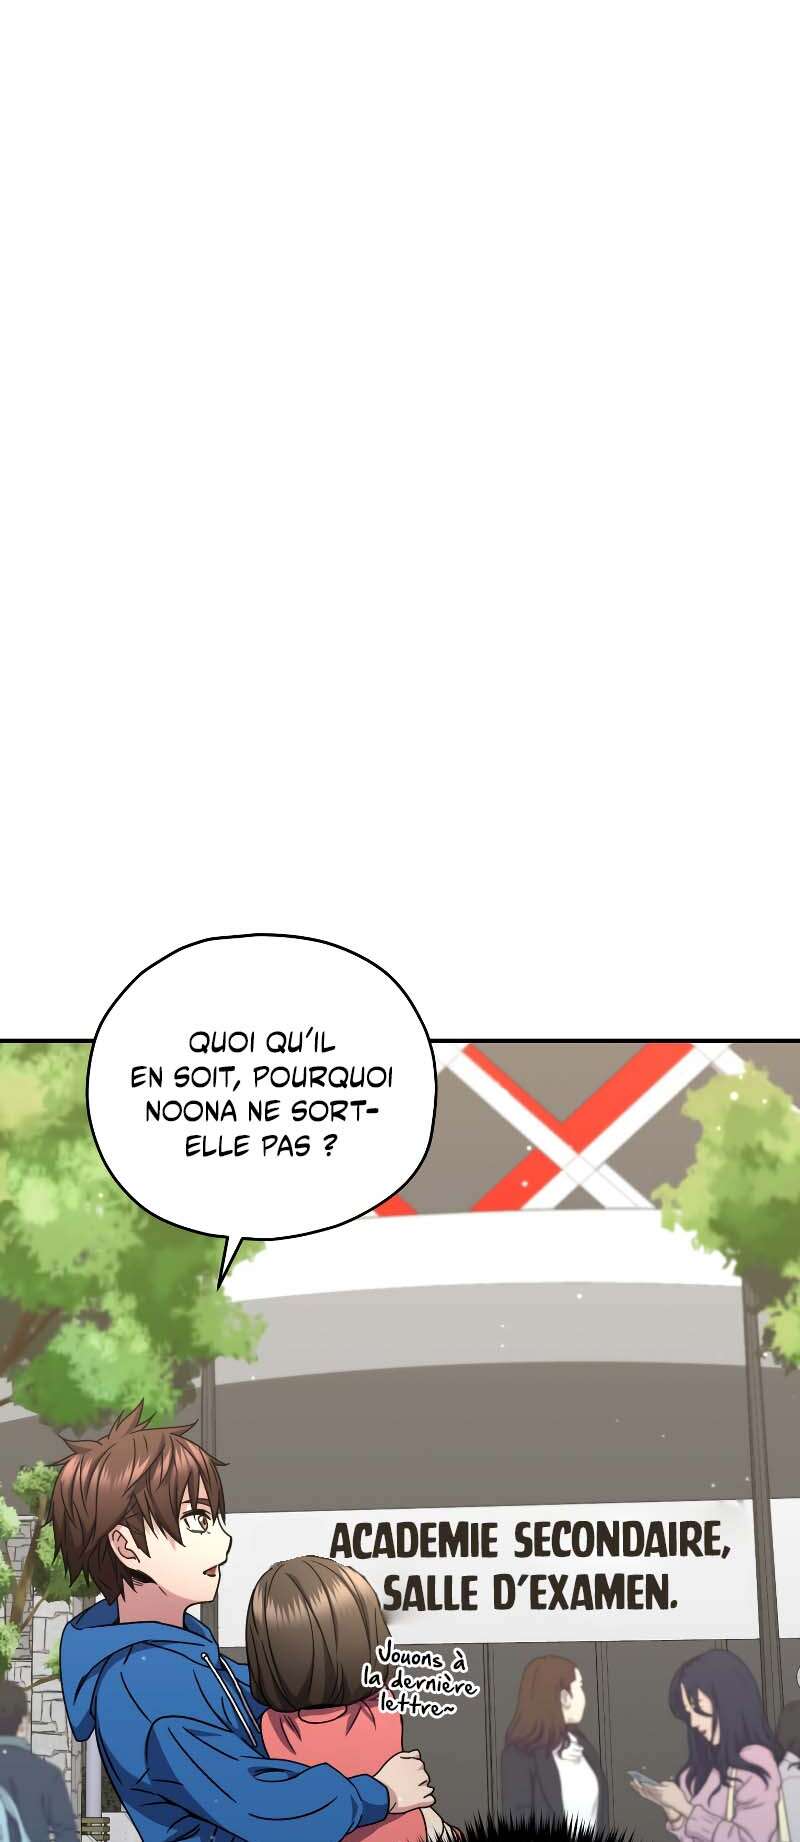 QUOI QU'IL
EN SOIT, POURQUOI
NOONA NE SORT-
ELLE PAS ?
ACADEMIE SECONDAIRE,
SALLE D'EXAMEN.
Jouons à
la dernière
lettre~